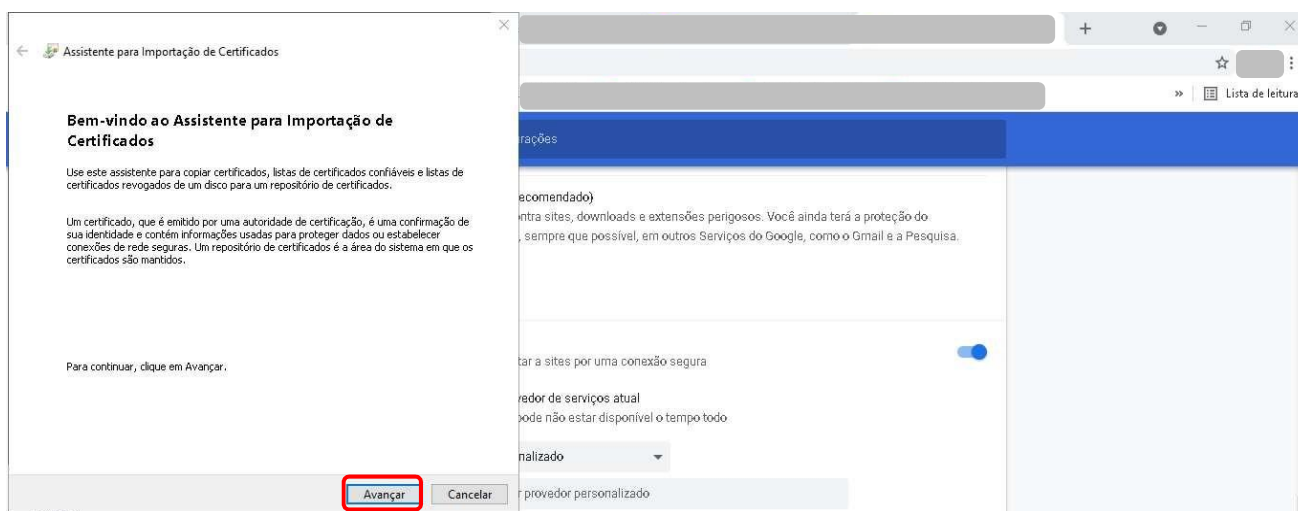 Assistente para Importação de Certificados
Bem-vindo ao Assistente para Importação de
Certificados
Use este assistente para copiar certificados, listas de certificados confiáveis e listas de
certificados revogados de um disco para um repositório de certificados.
Um certificado, que é emitido por uma autoridade de certificação, é uma confirmação de
sua identidade e contém informações usadas para proteger dados ou estabelecer
conexões de rede seguras. Um repositório de certificados é a área do sistema em que os
certificados são mantidos.
Para continuar, clique em Avançar.
Avançar
Cancelar
Lista de leitura
rações
ecomendado)
ntra sites, downloads e extensões perigosos. Você ainda terá a proteção do
, sempre que possível, em outros Serviços do Google, como o Gmail e a Pesquisa.
tar a sites por uma conexão segura
vedor de serviços atual
pode não estar disponível o tempo todo
nalizado
r provedor personalizado